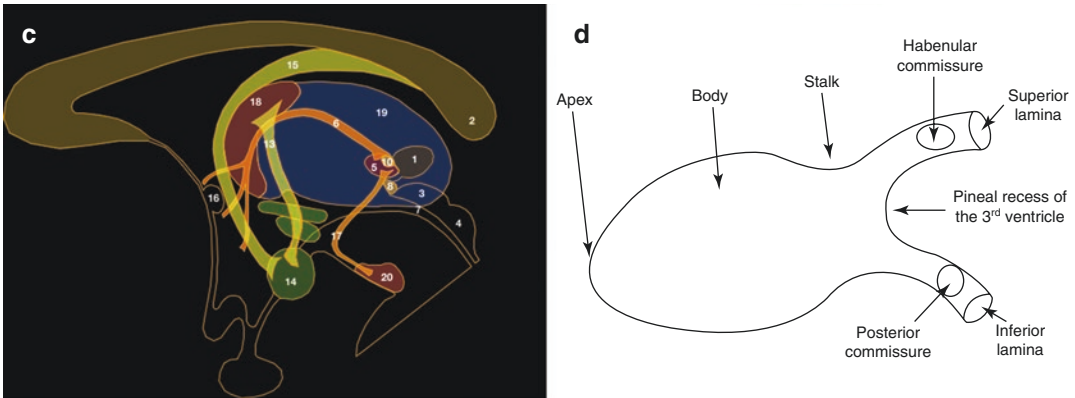 c
15
18
19
2
6
13
5
10
1
8
3
16
7
4
17
14
20
d
Habenular
commissure
Superior
lamina
Stalk
Body
Apex
Pineal recess of
the 3rd ventricle
Posterior
commissure
Inferior
lamina